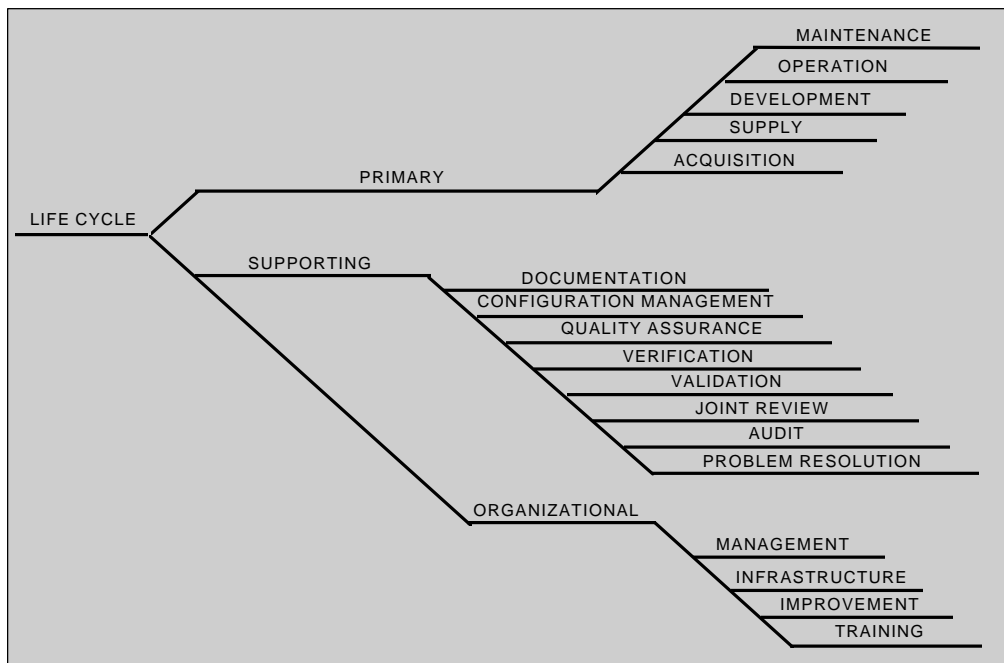 MAINTENANCE
OPERATION
DEVELOPMENT
SUPPLY
ACQUISITION
PRIMARY
LIFE CYCLE
SUPPORTING
DOCUMENTATION
CONFIGURATION MANAGEMENT
QUALITY ASSURANCE
VERIFICATION
VALIDATION
JOINT REVIEW
AUDIT
PROBLEM RESOLUTION
ORGANIZATIONAL
MANAGEMENT
INFRASTRUCTURE
IMPROVEMENT
TRAINING